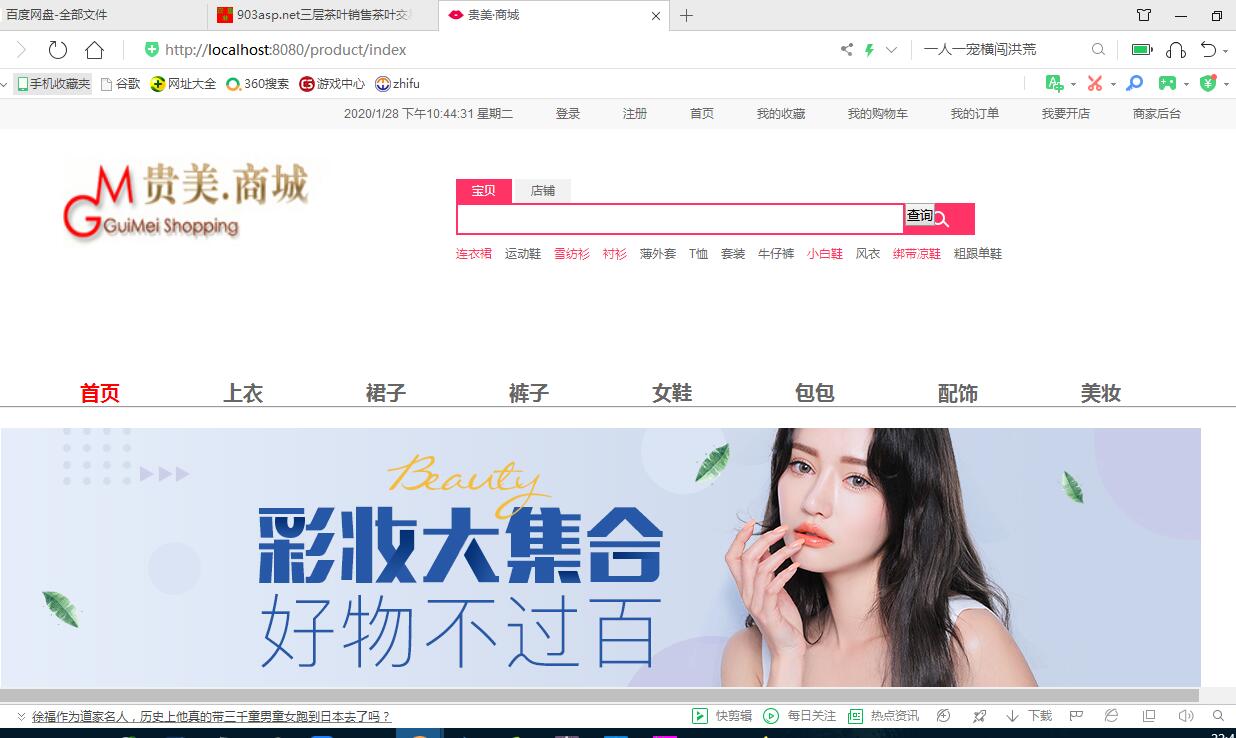 百度网盘-全部文件
903asp.net三层茶叶销售茶叶交
贵美·商城
http://localhost:8080/product/index
一人一宠横闯洪荒
手机收藏夹 谷歌 网址大全 360搜索 游戏中心 zhifu
2020/1/28 下午10:44:31 星期二 登录 注册 首页 我的收藏 我的购物车 我的订单 我要开店 商家后台
GM贵美.商城
GuiMei Shopping
宝贝 店铺
查询
连衣裙 运动鞋 雪纺衫 衬衫 薄外套 T恤 套装 牛仔裤 小白鞋 风衣 绑带凉鞋 粗跟单鞋
首页 上衣 裙子 裤子 女鞋 包包 配饰 美妆
Beauty
彩妆大集合
好物不过百
徐福作为道家名人，历史上他真的带三千童男童女跑到日本去了吗？
快剪辑 每日关注 热点资讯 下载